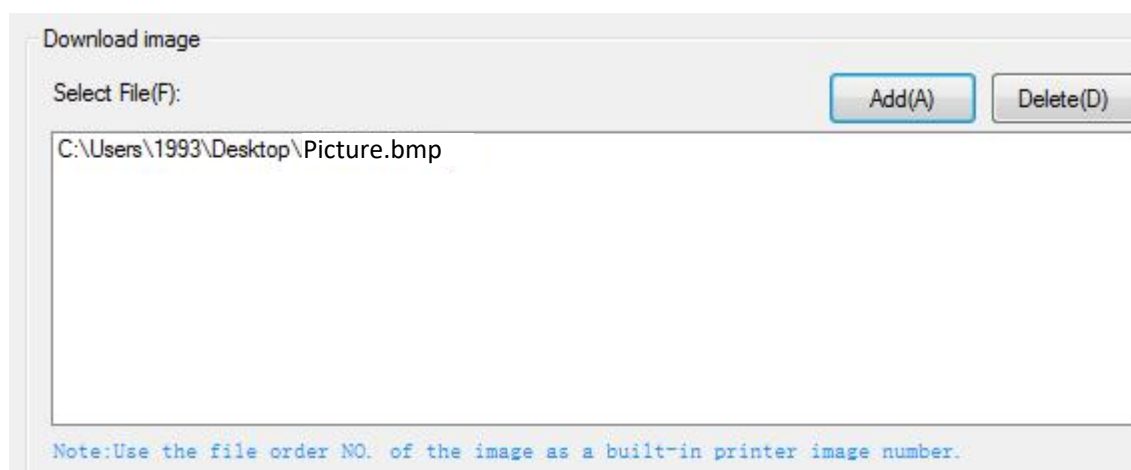 Download image
Select File(F): Add(A) Delete(D)
C:\Users\1993\Desktop\Picture.bmp
Note:Use the file order NO. of the image as a built-in printer image number.